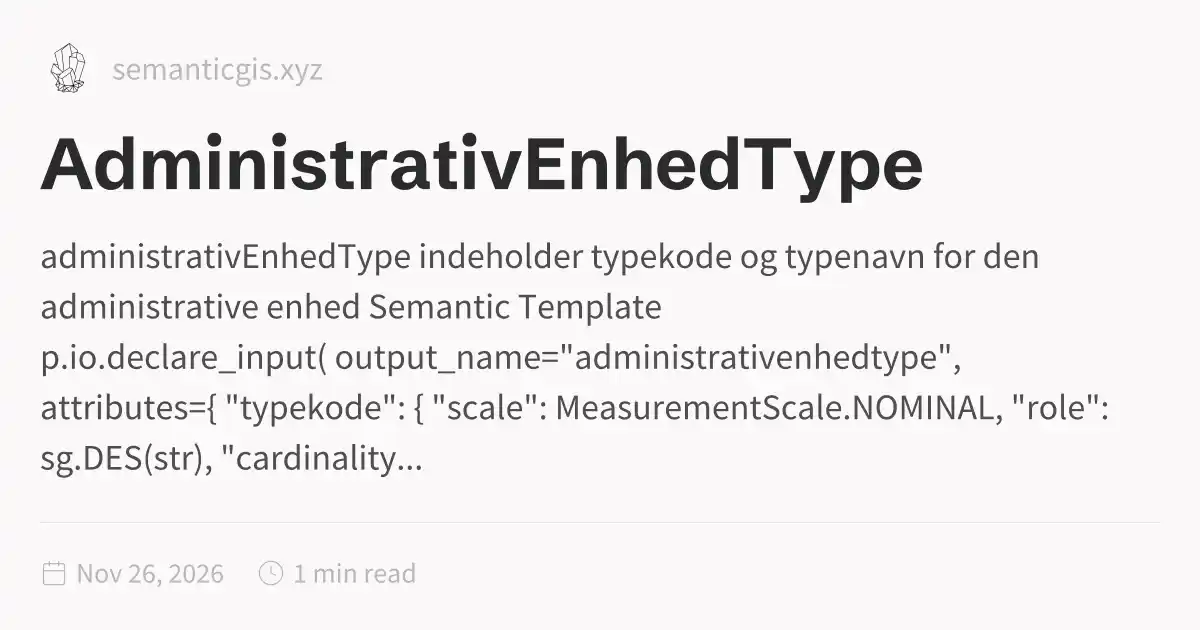 semanticgis.xyz
AdministrativEnhedType
administrativEnhedType indeholder typekode og typenavn for den
administrative enhed Semantic Template
p.io.declare_input( output_name="administrativenhedtype",
attributes={ "typekode": { "scale": MeasurementScale.NOMINAL, "role":
sg.DES(str), "cardinality...
Nov 26, 2026 1 min read